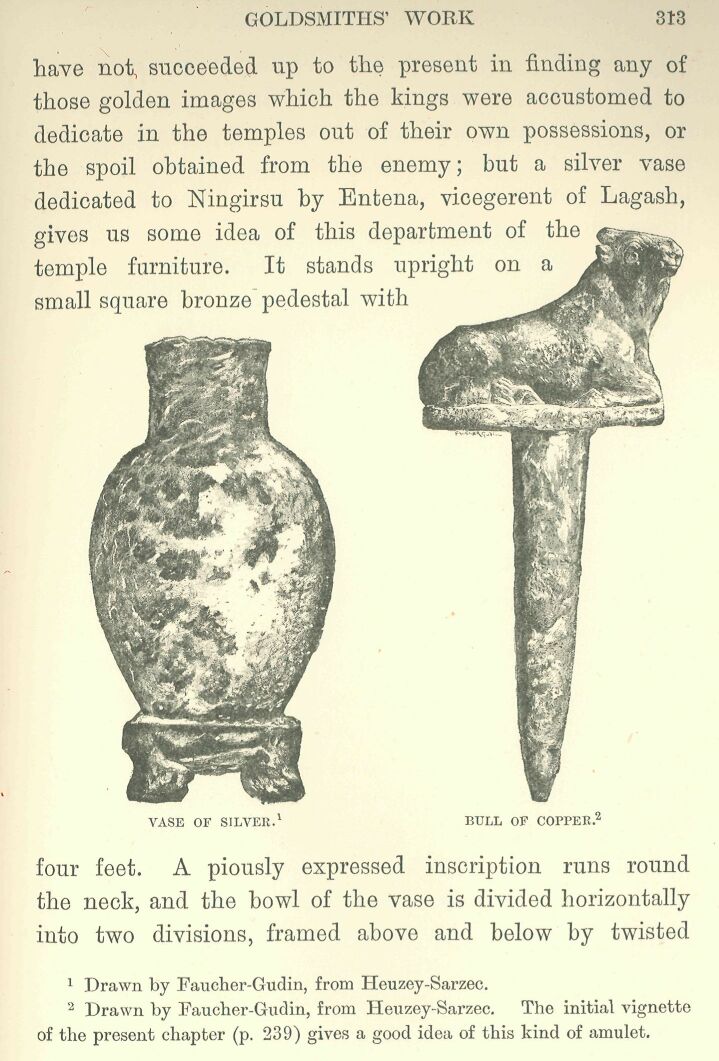 GOLDSMITHS' WORK 313
have not succeeded up to the present in finding any of
those golden images which the kings were accustomed to
dedicate in the temples out of their own possessions, or
the spoil obtained from the enemy; but a silver vase
dedicated to Ningirsu by Entena, vicegerent of Lagash,
gives us some idea of this department of the
temple furniture. It stands upright on a
small square bronze pedestal with
VASE OF SILVER.¹
BULL OF COPPER.²
four feet. A piously expressed inscription runs round
the neck, and the bowl of the vase is divided horizontally
into two divisions, framed above and below by twisted
¹ Drawn by Faucher-Gudin, from Heuzey-Sarzec.
² Drawn by Faucher-Gudin, from Heuzey-Sarzec. The initial vignette
of the present chapter (p. 239) gives a good idea of this kind of amulet.